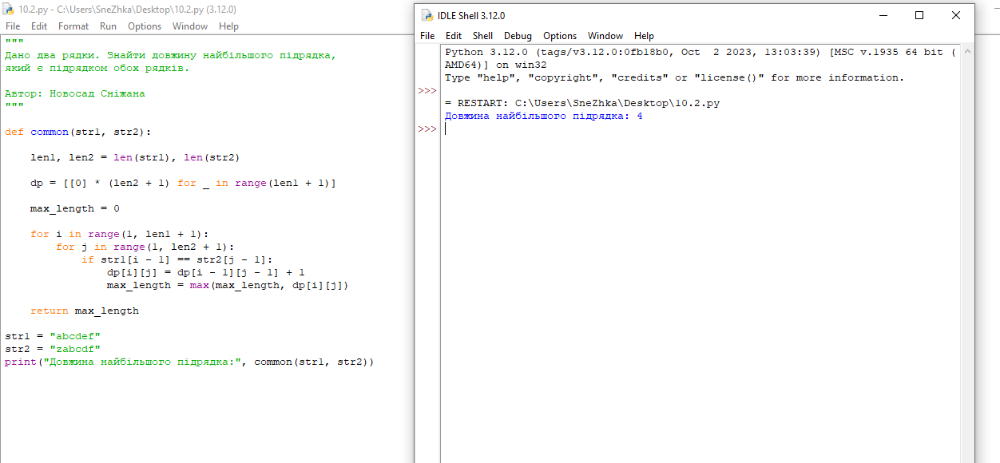 10.2.py - C:\Users\SneZhka\Desktop\10.2.py (3.12.0)
File Edit Format Run Options Window Help
"""
Дано два рядки. Знайти довжину найбільшого підрядка,
який є підрядком обох рядків.
Автор: Новосад Сніжана
"""
def common(str1, str2):
len1, len2 = len(str1), len(str2)
dp = [[0] * (len2 + 1) for _ in range(len1 + 1)]
max_length = 0
for i in range(1, len1 + 1):
for j in range(1, len2 + 1):
if str1[i - 1] == str2[j - 1]:
dp[i][j] = dp[i - 1][j - 1] + 1
max_length = max(max_length, dp[i][j])
return max_length
str1 = "abcdef"
str2 = "zabcdf"
print("Довжина найбільшого підрядка:", common(str1, str2))
IDLE Shell 3.12.0
File Edit Shell Debug Options Window Help
Python 3.12.0 (tags/v3.12.0:0fb18b0, Oct  2 2023, 13:03:39) [MSC v.1935 64 bit (
AMD64)] on win32
Type "help", "copyright", "credits" or "license()" for more information.
>>>
= RESTART: C:\Users\SneZhka\Desktop\10.2.py
Довжина найбільшого підрядка: 4
>>>